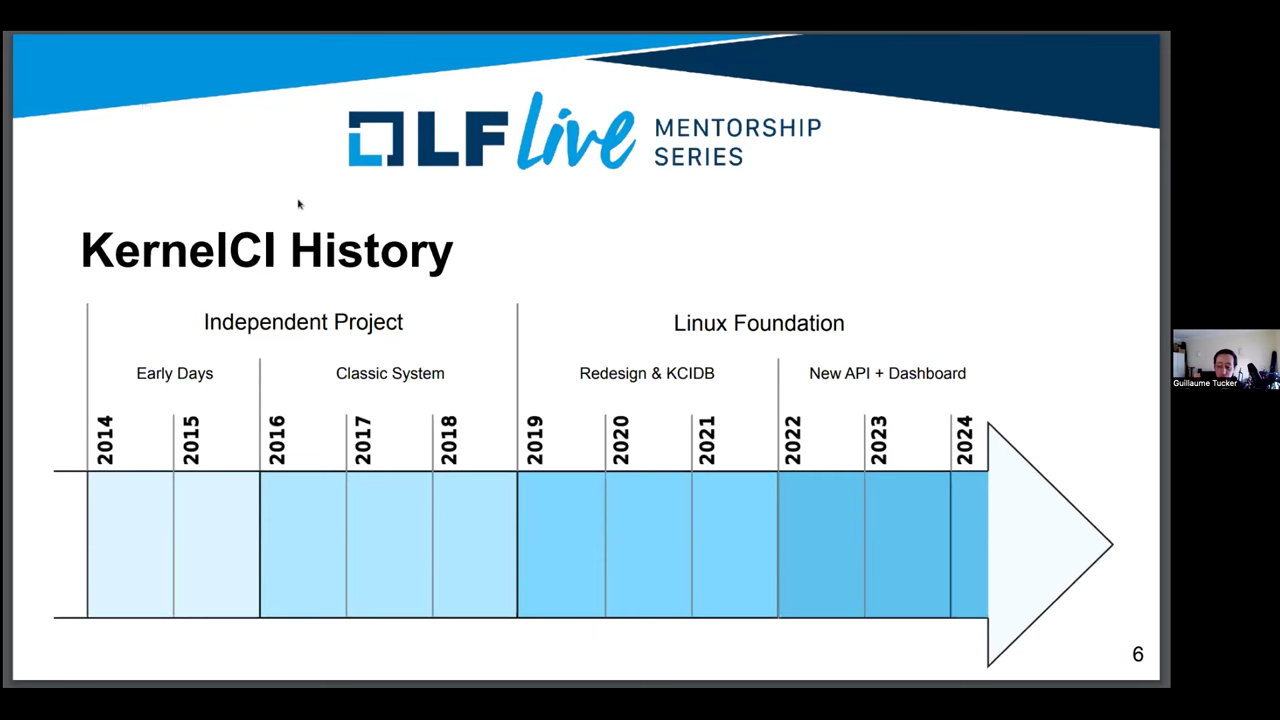 LF Live MENTORSHIP
SERIES
KernelCI History
Independent Project
Linux Foundation
Early Days
Classic System
Redesign & KCIDB
New API + Dashboard
2014
2015
2016
2017
2018
2019
2020
2021
2022
2023
2024
Guillaume Tucker
6